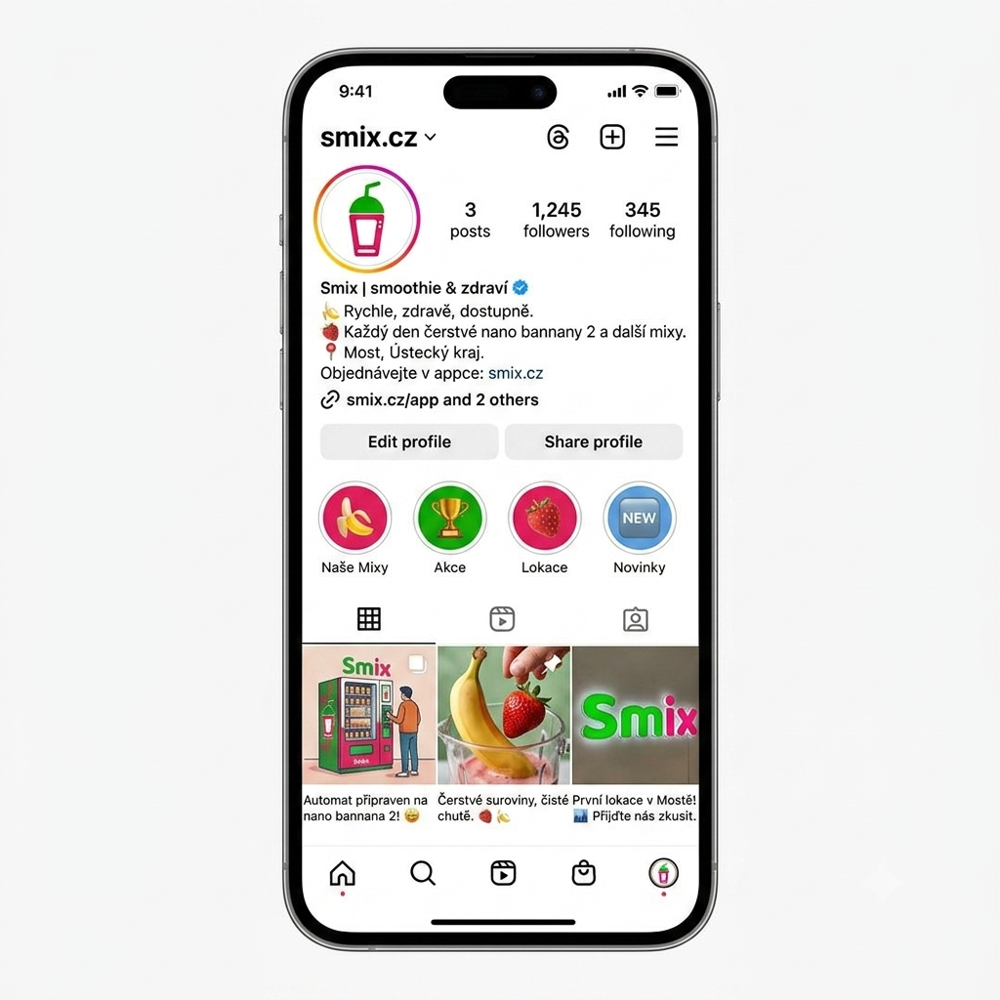 9:41
smix.cz
3
posts
1,245
followers
345
following
Smix | smoothie & zdraví
Rychle, zdravě, dostupně.
Každý den čerstvé nano bannany 2 a další mixy.
Most, Ústecký kraj.
Objednávejte v appce: smix.cz
smix.cz/app and 2 others
Edit profile
Share profile
NEW
Naše Mixy
Akce
Lokace
Novinky
Smix
Smix
Automat připraven na
nano bannana 2!
Čerstvé suroviny, čisté
chutě.
První lokace v Mostě!
Přijďte nás zkusit.